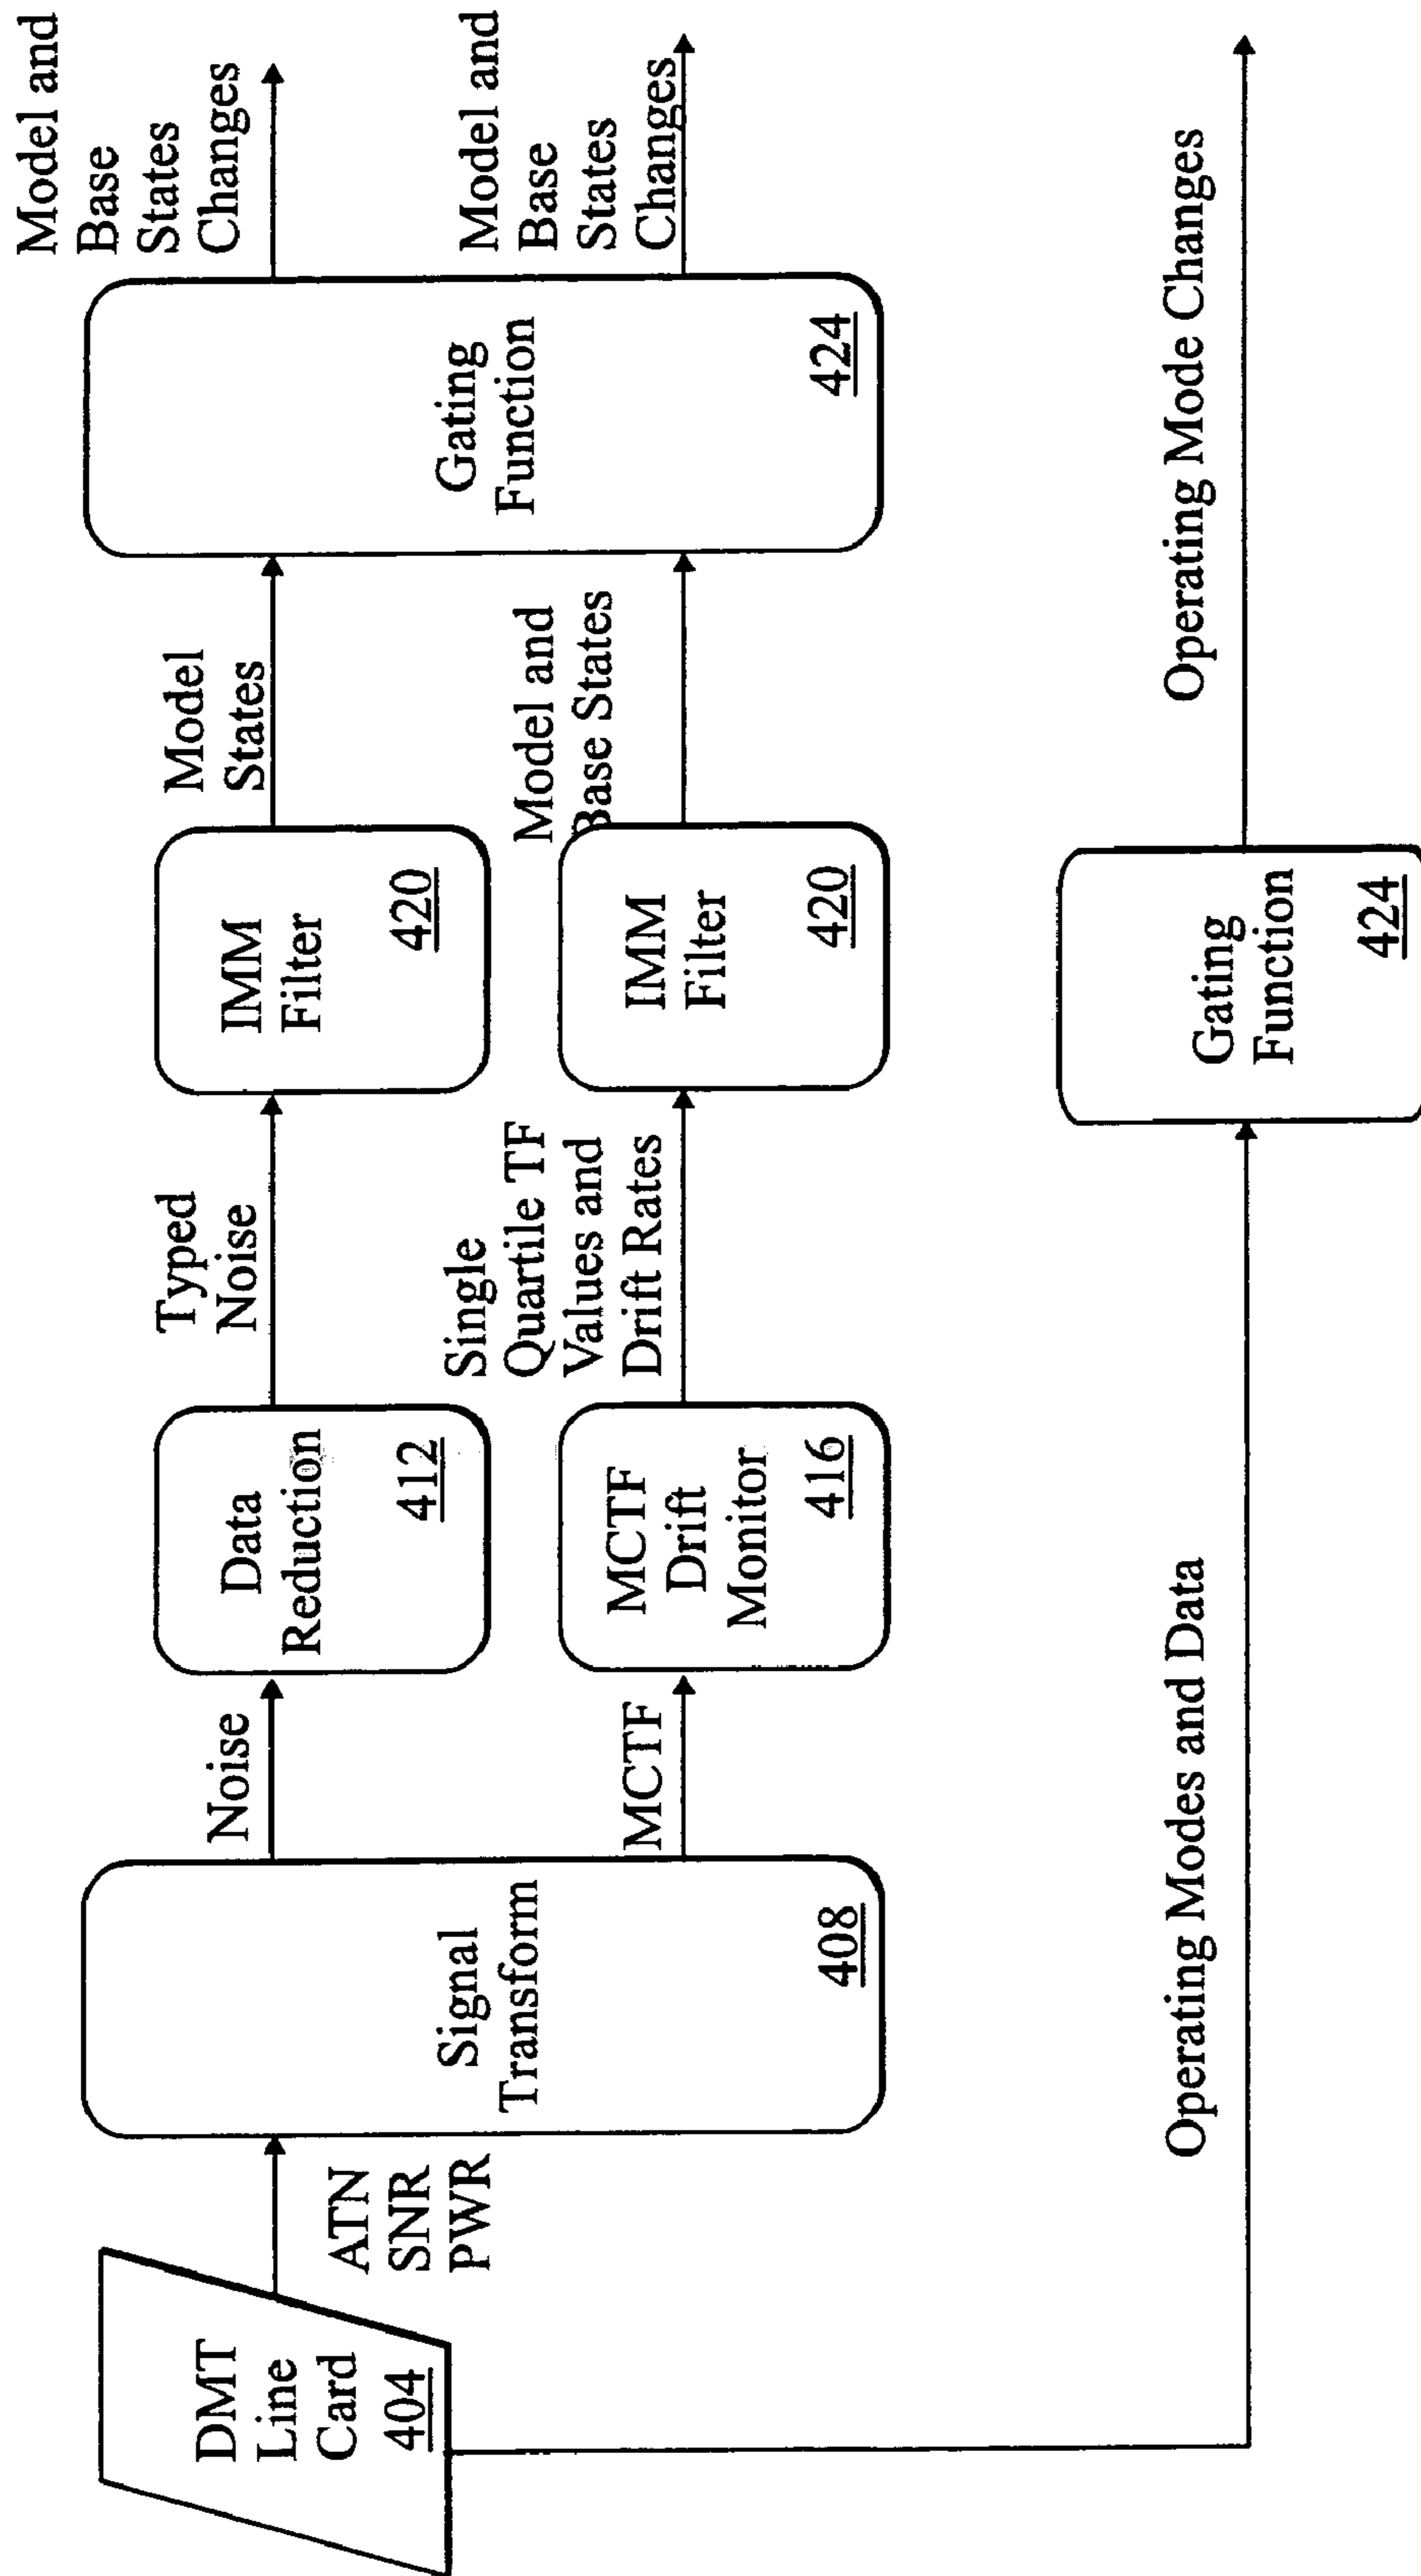 DMT
Line
Card
404
ATN
SNR
PWR
Signal
Transform
408
Noise
MCTF
Data
Reduction
412
MCTF
Drift
Monitor
416
Typed
Noise
Single
Quartile TF
Values and
Drift Rates
IMM
Filter
420
IMM
Filter
420
Model
States
Model and
Base States
Gating
Function
424
Model and
Base
States
Changes
Model and
Base
States
Changes
Operating Modes and Data
Gating
Function
424
Operating Mode Changes